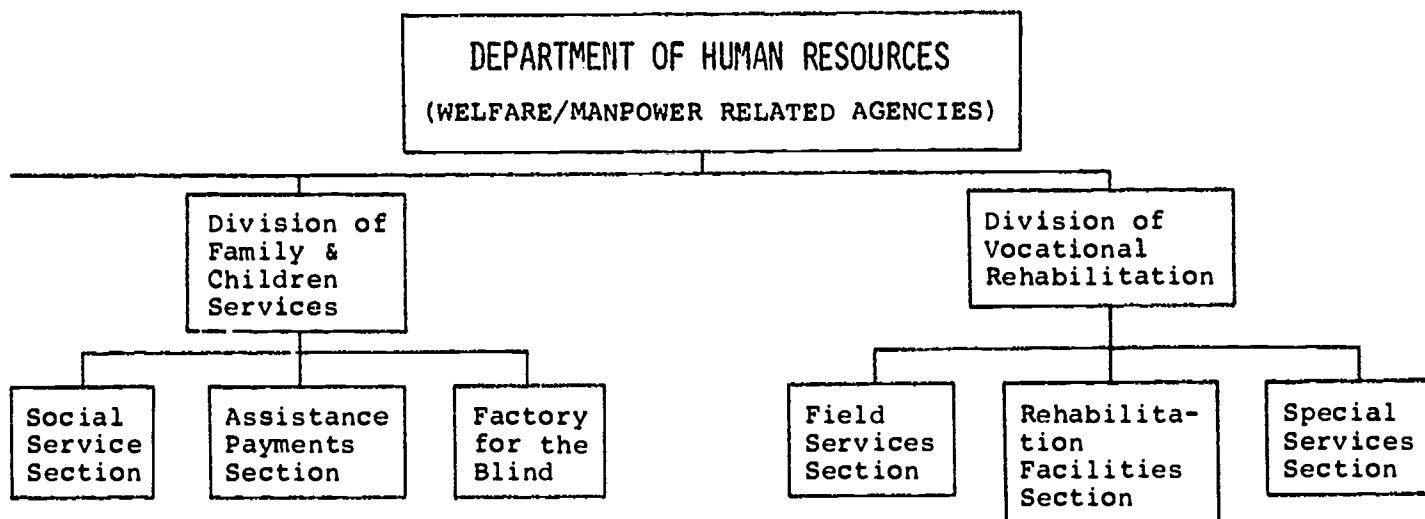 DEPARTMENT OF HUMAN RESOURCES
(WELFARE/MANPOWER RELATED AGENCIES)
Division of
Family &
Children
Services
Division of
Vocational
Rehabilitation
Social
Service
Section
Assistance
Payments
Section
Factory
for the
Blind
Field
Services
Section
Rehabilita-
tion
Facilities
Section
Special
Services
Section